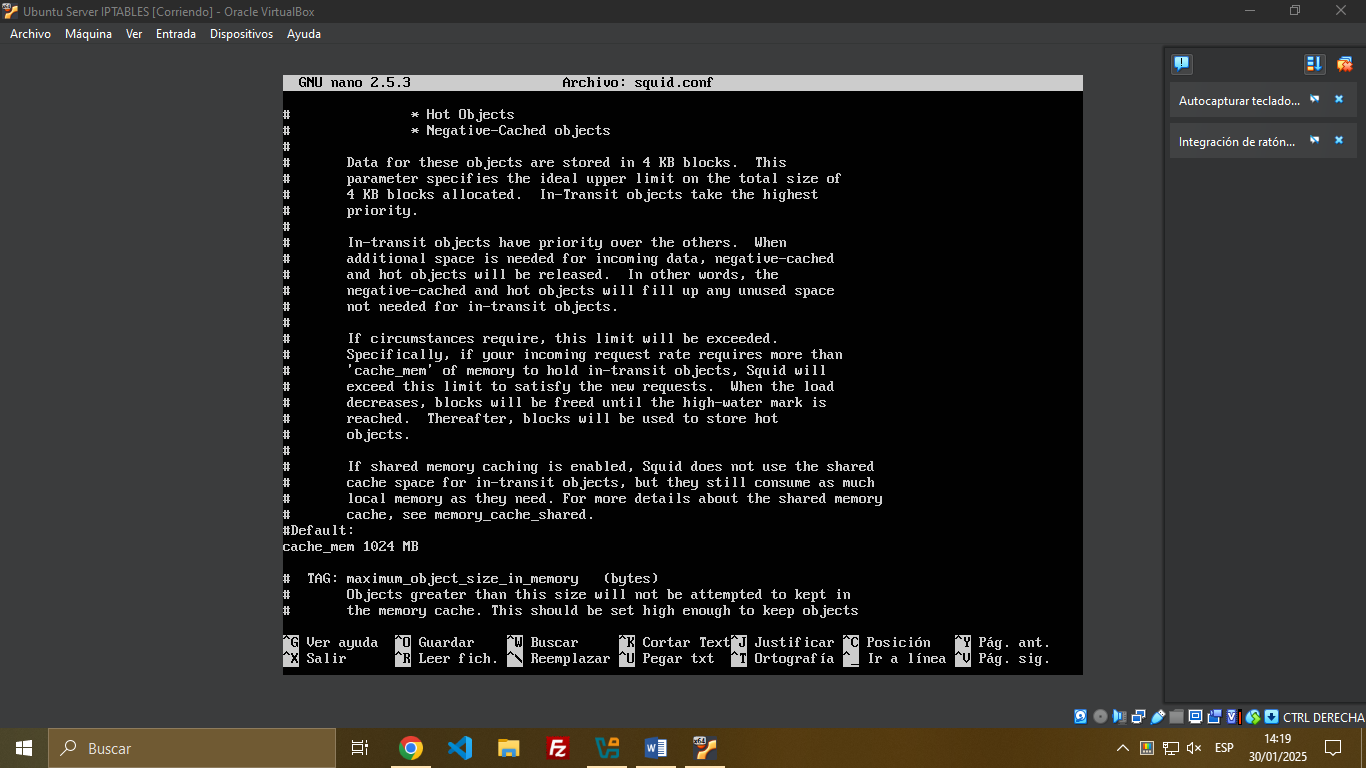 Ubuntu Server IPTABLES [Corriendo] - Oracle VirtualBox
Archivo Máquina Ver Entrada Dispositivos Ayuda
GNU nano 2.5.3 Archivo: squid.conf
# * Hot Objects
# * Negative-Cached objects
#
# Data for these objects are stored in 4 KB blocks. This
# parameter specifies the ideal upper limit on the total size of
# 4 KB blocks allocated. In-Transit objects take the highest
# priority.
#
# In-transit objects have priority over the others. When
# additional space is needed for incoming data, negative-cached
# and hot objects will be released. In other words, the
# negative-cached and hot objects will fill up any unused space
# not needed for in-transit objects.
#
# If circumstances require, this limit will be exceeded.
# Specifically, if your incoming request rate requires more than
# 'cache_mem' of memory to hold in-transit objects, Squid will
# exceed this limit to satisfy the new requests. When the load
# decreases, blocks will be freed until the high-water mark is
# reached. Thereafter, blocks will be used to store hot
# objects.
#
# If shared memory caching is enabled, Squid does not use the shared
# cache space for in-transit objects, but they still consume as much
# local memory as they need. For more details about the shared memory
# cache, see memory_cache_shared.
#Default:
cache_mem 1024 MB
# TAG: maximum_object_size_in_memory (bytes)
# Objects greater than this size will not be attempted to kept in
# the memory cache. This should be set high enough to keep objects
^G Ver ayuda ^O Guardar ^W Buscar ^K Cortar Text ^J Justificar ^C Posición ^Y Pág. ant.
^X Salir ^R Leer fich. ^\ Reemplazar ^U Pegar txt ^T Ortografía ^_ Ir a línea ^V Pág. sig.
Autocapturar teclado...
Integración de ratón...
CTRL DERECHA
Buscar
ESP
14:19
30/01/2025